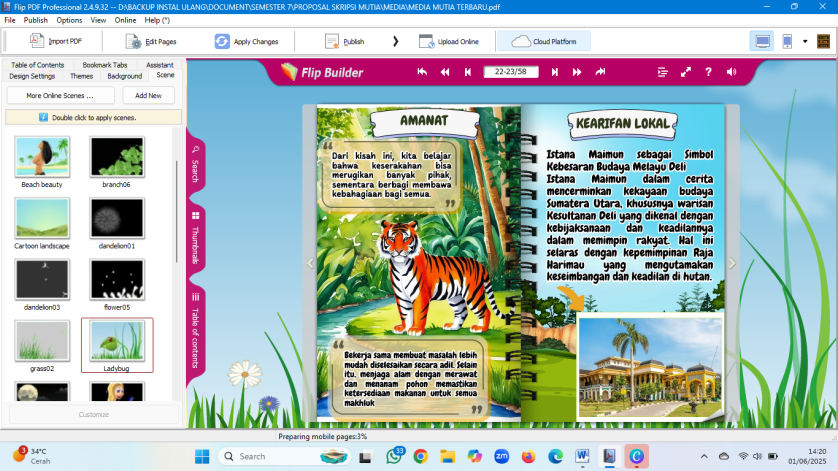 Flip PDF Professional 2.4.9.32 -- D:\BACKUP INSTAL ULANG\DOCUMENT\SEMESTER 7\PROPOSAL SKRIPSI MUTIA\MEDIA\MEDIA MUTIA TERBARU.pdf
File Publish Options View Online Help (*)
Import PDF
Edit Pages
Apply Changes
Publish
Upload Online
Cloud Platform
Table of Contents
Bookmark Tabs
Assistant
Design Settings
Themes
Background
Scene
More Online Scenes ...
Add New
Double click to apply scenes.
Beach beauty
branch06
Cartoon landscape
dandelion01
dandelion03
flower05
grass02
Ladybug
Customize
Flip Builder
22-23/58
Search
Thumbnails
Table of contents
AMANAT
Dari kisah ini, kita belajar
bahwa keserakahan bisa
merugikan banyak pihak,
sementara berbagi membawa
kebahagiaan bagi semua.
Bekerja sama membuat masalah lebih
mudah diselesaikan secara adil. Selain
itu, menjaga alam dengan merawat
dan menanam pohon memastikan
ketersediaan makanan untuk semua
makhluk
KEARIFAN LOKAL
Istana Maimun sebagai Simbol
Kebesaran Budaya Melayu Deli
Istana Maimun dalam cerita
mencerminkan kekayaan budaya
Sumatera Utara, khususnya warisan
Kesultanan Deli yang dikenal dengan
kebijaksanaan dan keadilannya
dalam memimpin rakyat. Hal ini
selaras dengan kepemimpinan Raja
Harimau yang mengutamakan
keseimbangan dan keadilan di hutan.
Preparing mobile pages:3%
3
34°C
Cerah
Search
33
zm
14:20
01/06/2025